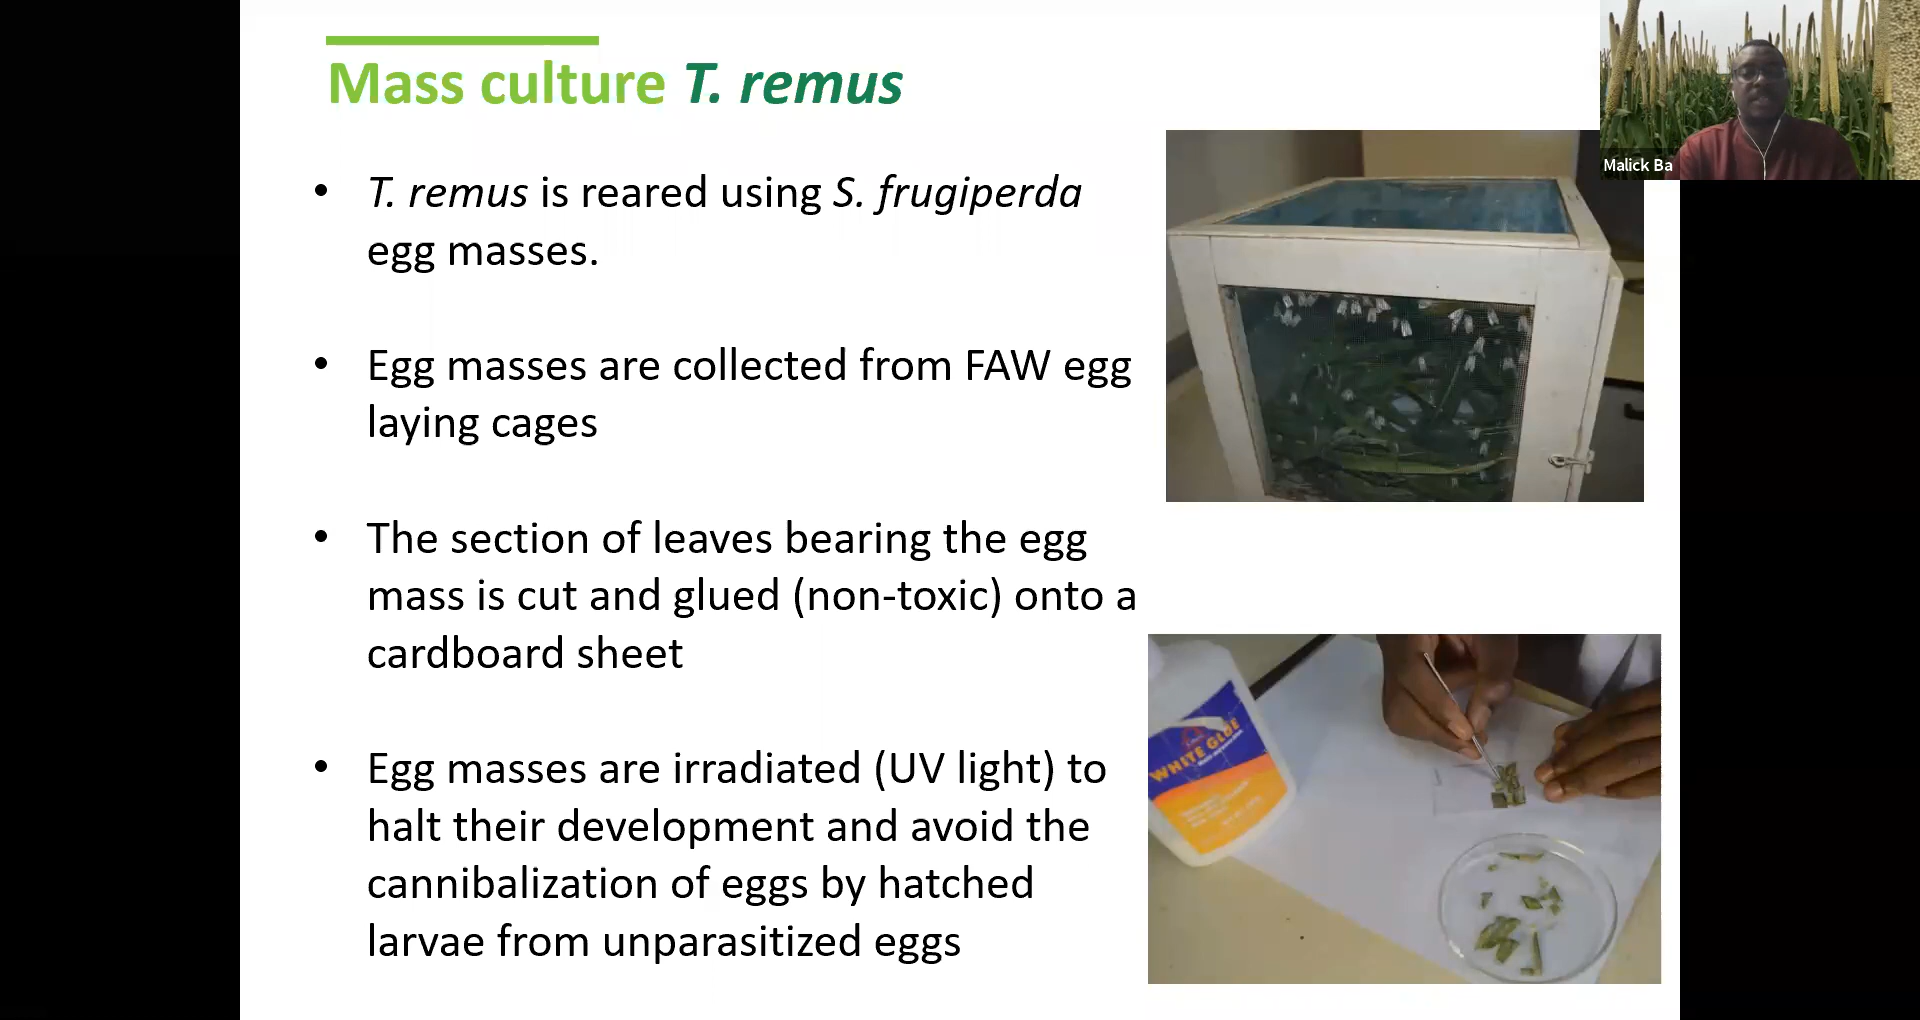 Mass culture T. remus
Malick Ba
• T. remus is reared using S. frugiperda
egg masses.
• Egg masses are collected from FAW egg
laying cages
• The section of leaves bearing the egg
mass is cut and glued (non-toxic) onto a
cardboard sheet
WHITE GLUE
• Egg masses are irradiated (UV light) to
halt their development and avoid the
cannibalization of eggs by hatched
larvae from unparasitized eggs